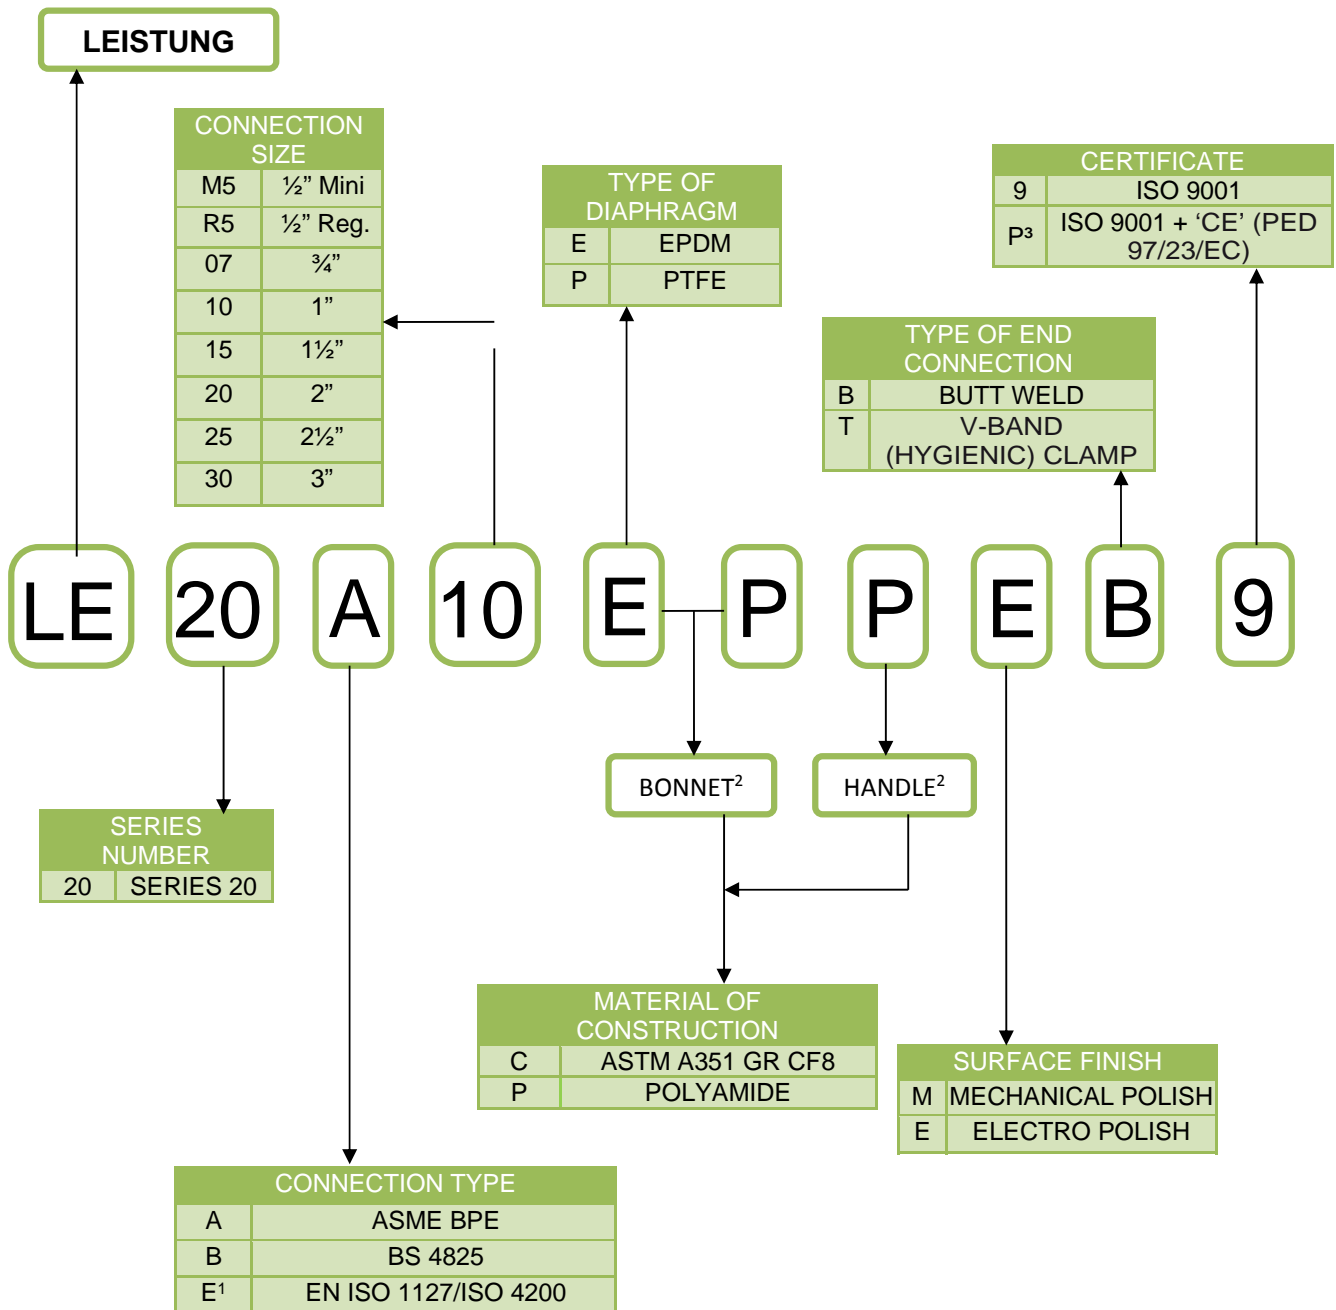 LEISTUNG
CONNECTION
SIZE
M5 ½” Mini
R5 ½” Reg.
07 ¾”
10 1”
15 1½”
20 2”
25 2½”
30 3”
TYPE OF
DIAPHRAGM
E EPDM
P PTFE
CERTIFICATE
9 ISO 9001
P³ ISO 9001 + ‘CE’ (PED
97/23/EC)
TYPE OF END
CONNECTION
B BUTT WELD
T V-BAND
(HYGIENIC) CLAMP
LE 20 A 10 E P P E B 9
BONNET²
HANDLE²
SERIES
NUMBER
20 SERIES 20
MATERIAL OF
CONSTRUCTION
C ASTM A351 GR CF8
P POLYAMIDE
SURFACE FINISH
M MECHANICAL POLISH
E ELECTRO POLISH
CONNECTION TYPE
A ASME BPE
B BS 4825
E¹ EN ISO 1127/ISO 4200